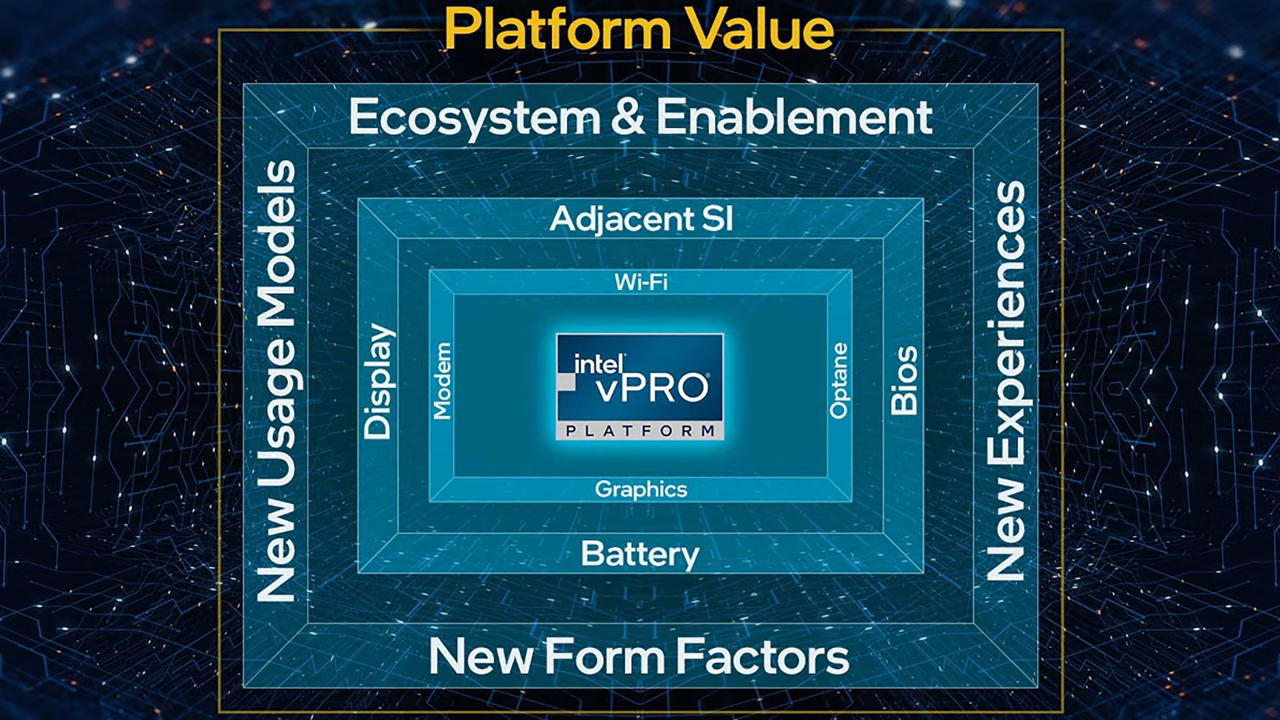 Platform Value
Ecosystem & Enablement
New Usage Models
New Experiences
Adjacent SI
Display
Bios
Wi-Fi
Modem
Optane
intel
vPRO®
PLATFORM
Graphics
Battery
New Form Factors